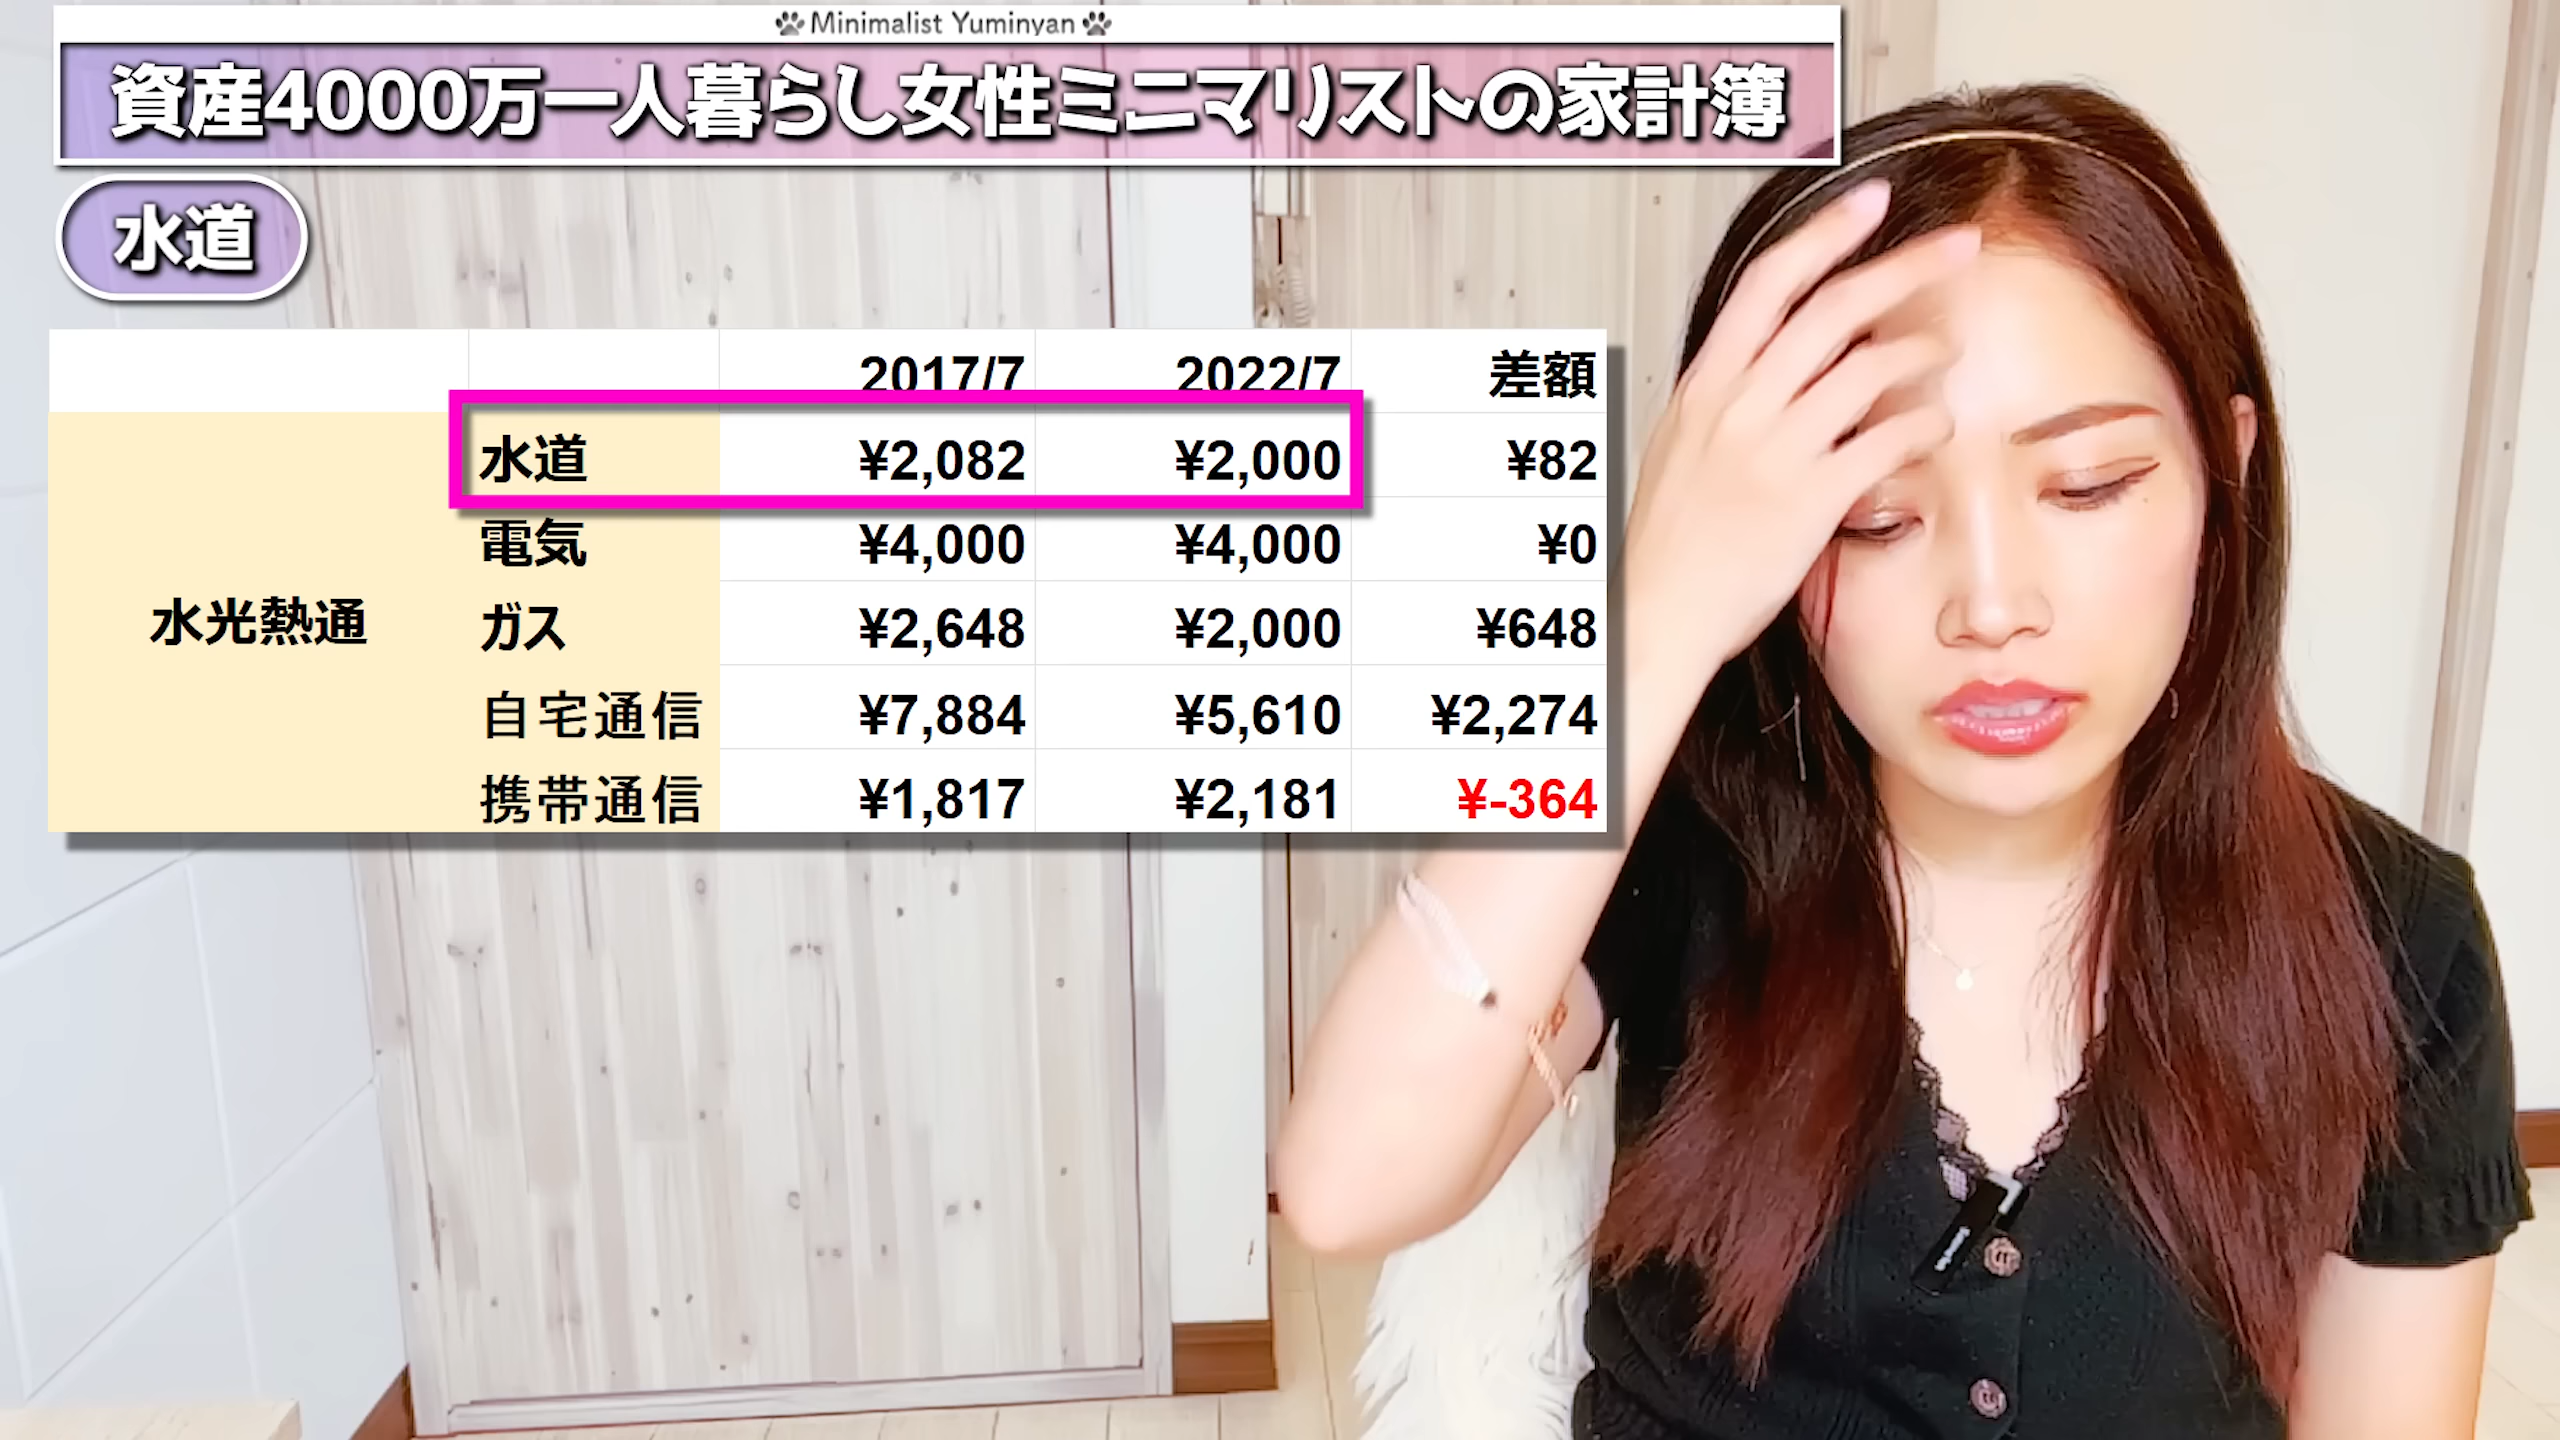 Minimalist Yuminyan
資産4000万一人暮らし女性ミニマリストの家計簿
水道
2017/7 2022/7 差額
水道 ¥2,082 ¥2,000 ¥82
電気 ¥4,000 ¥4,000 ¥0
水光熱通 ガス ¥2,648 ¥2,000 ¥648
自宅通信 ¥7,884 ¥5,610 ¥2,274
携帯通信 ¥1,817 ¥2,181 ¥-364